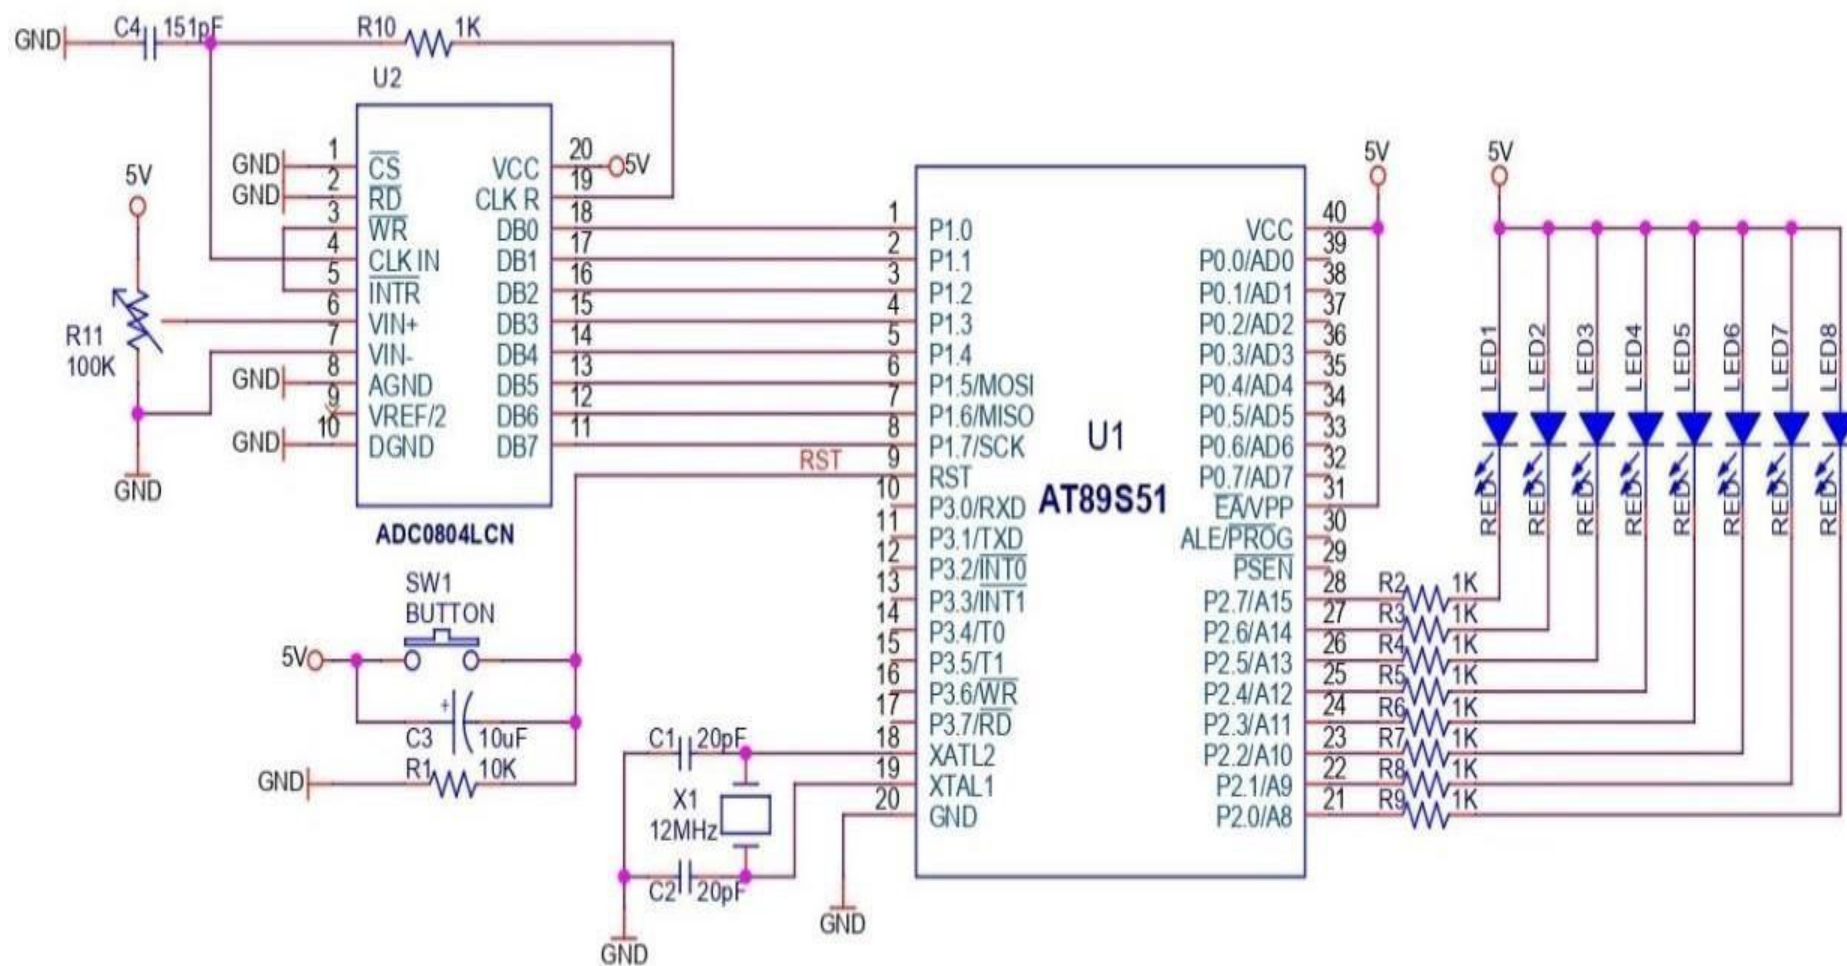 GND C4 151pF R10 1K
U2
5V
R11
100K
GND
GND 1 CS VCC 20 5V
GND 2 RD CLK R 19
3 WR DB0 18
4 CLK IN DB1 17
5 INTR DB2 16
6 VIN+ DB3 15
7 VIN- DB4 14
GND 8 AGND DB5 13
9 VREF/2 DB6 12
GND 10 DGND DB7 11
ADC0804LCN
SW1
BUTTON
5V
C3 10uF
GND R1 10K
RST
C1 20pF
X1
12MHz
C2 20pF
GND
GND
5V
U1
AT89S51
1 P1.0 VCC 40
2 P1.1 P0.0/AD0 39
3 P1.2 P0.1/AD1 38
4 P1.3 P0.2/AD2 37
5 P1.4 P0.3/AD3 36
6 P1.5/MOSI P0.4/AD4 35
7 P1.6/MISO P0.5/AD5 34
8 P1.7/SCK P0.6/AD6 33
9 RST P0.7/AD7 32
10 P3.0/RXD EA/VPP 31
11 P3.1/TXD ALE/PROG 30
12 P3.2/INT0 PSEN 29
13 P3.3/INT1 P2.7/A15 28 R2 1K
14 P3.4/T0 P2.6/A14 27 R3 1K
15 P3.5/T1 P2.5/A13 26 R4 1K
16 P3.6/WR P2.4/A12 25 R5 1K
17 P3.7/RD P2.3/A11 24 R6 1K
18 XATL2 P2.2/A10 23 R7 1K
19 XTAL1 P2.1/A9 22 R8 1K
20 GND P2.0/A8 21 R9 1K
5V
LED1 LED2 LED3 LED4 LED5 LED6 LED7 LED8
RED RED RED RED RED RED RED RED